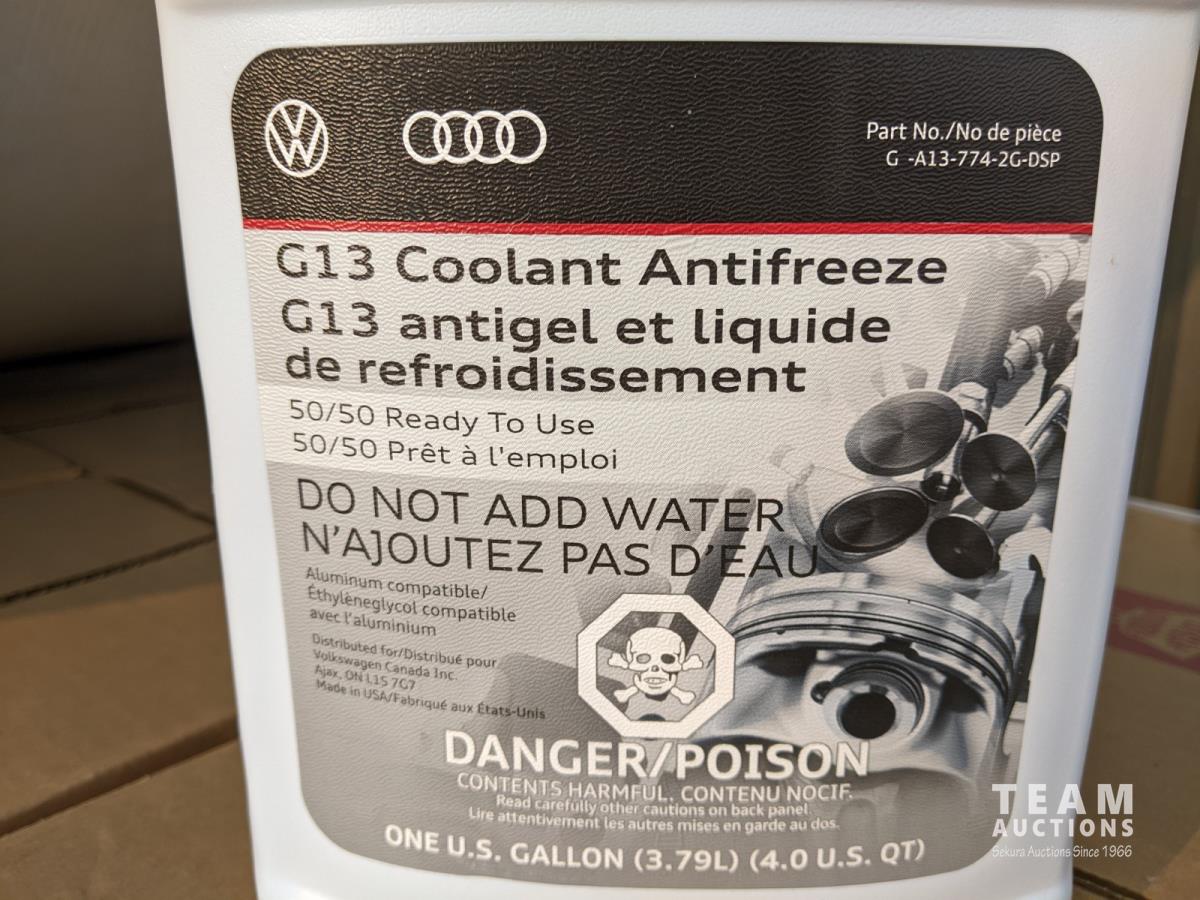 Part No./No de pièce
G -A13-774-2G-DSP
G13 Coolant Antifreeze
G13 antigel et liquide
de refroidissement
50/50 Ready To Use
50/50 Prêt à l'emploi
DO NOT ADD WATER
N'AJOUTEZ PAS D'EAU
Aluminum compatible/
Éthylèneglycol compatible
avec l'aluminium
Distributed for/Distribué pour
Volkswagen Canada Inc.
Ajax, ON L1S 7G7
Made in USA/Fabriqué aux États-Unis
DANGER/POISON
CONTENTS HARMFUL. CONTENU NOCIF.
Read carefully other cautions on back panel.
Lire attentivement les autres mises en garde au dos.
ONE U.S. GALLON (3.79L) (4.0 U.S. QT)
TEAM
AUCTIONS
Sekura Auctions Since 1966